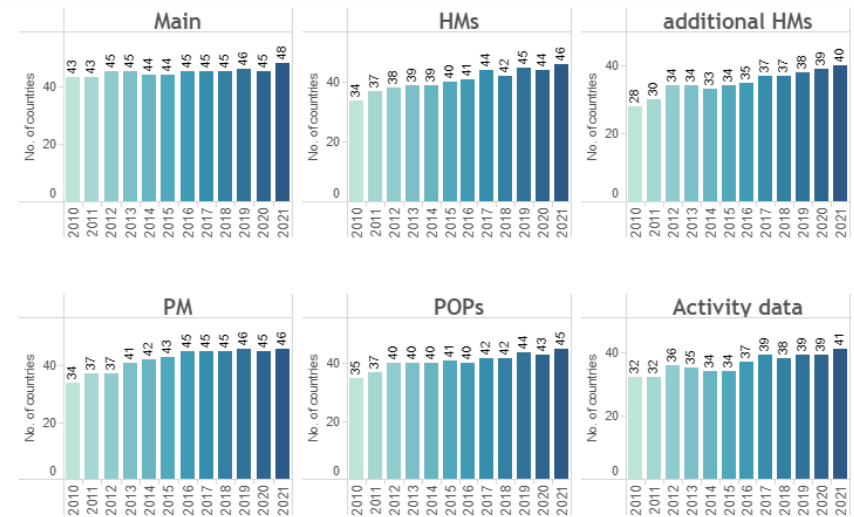 Main
HMs
additional HMs
No. of countries
40
20
0
43 43 45 45 44 44 45 45 45 46 45 48
2010 2011 2012 2013 2014 2015 2016 2017 2018 2019 2020 2021
No. of countries
40
20
0
34 37 38 39 39 40 41 44 42 45 44 46
2010 2011 2012 2013 2014 2015 2016 2017 2018 2019 2020 2021
No. of countries
40
20
0
28 30 34 34 33 34 35 37 37 38 39 40
2010 2011 2012 2013 2014 2015 2016 2017 2018 2019 2020 2021
PM
POPs
Activity data
No. of countries
40
20
0
34 37 37 41 42 43 45 45 45 46 45 46
2010 2011 2012 2013 2014 2015 2016 2017 2018 2019 2020 2021
No. of countries
40
20
0
35 37 40 40 40 41 40 42 42 44 43 45
2010 2011 2012 2013 2014 2015 2016 2017 2018 2019 2020 2021
No. of countries
40
20
0
32 32 36 35 34 34 37 39 38 39 39 41
2010 2011 2012 2013 2014 2015 2016 2017 2018 2019 2020 2021